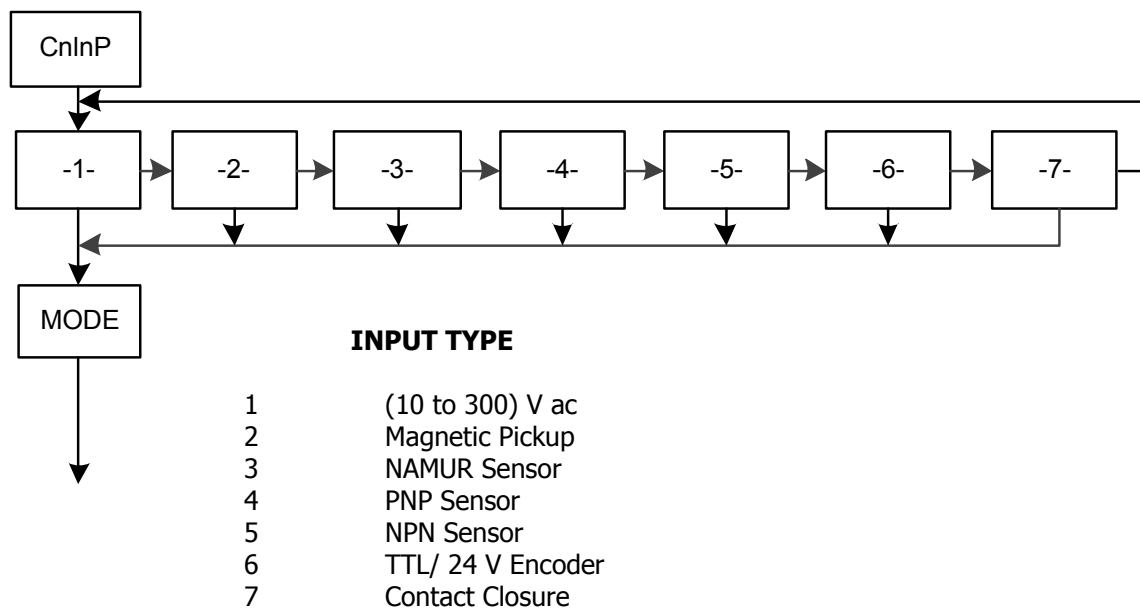 CnInP
-1- -2- -3- -4- -5- -6- -7-
MODE
INPUT TYPE
1 (10 to 300) V ac
2 Magnetic Pickup
3 NAMUR Sensor
4 PNP Sensor
5 NPN Sensor
6 TTL/ 24 V Encoder
7 Contact Closure